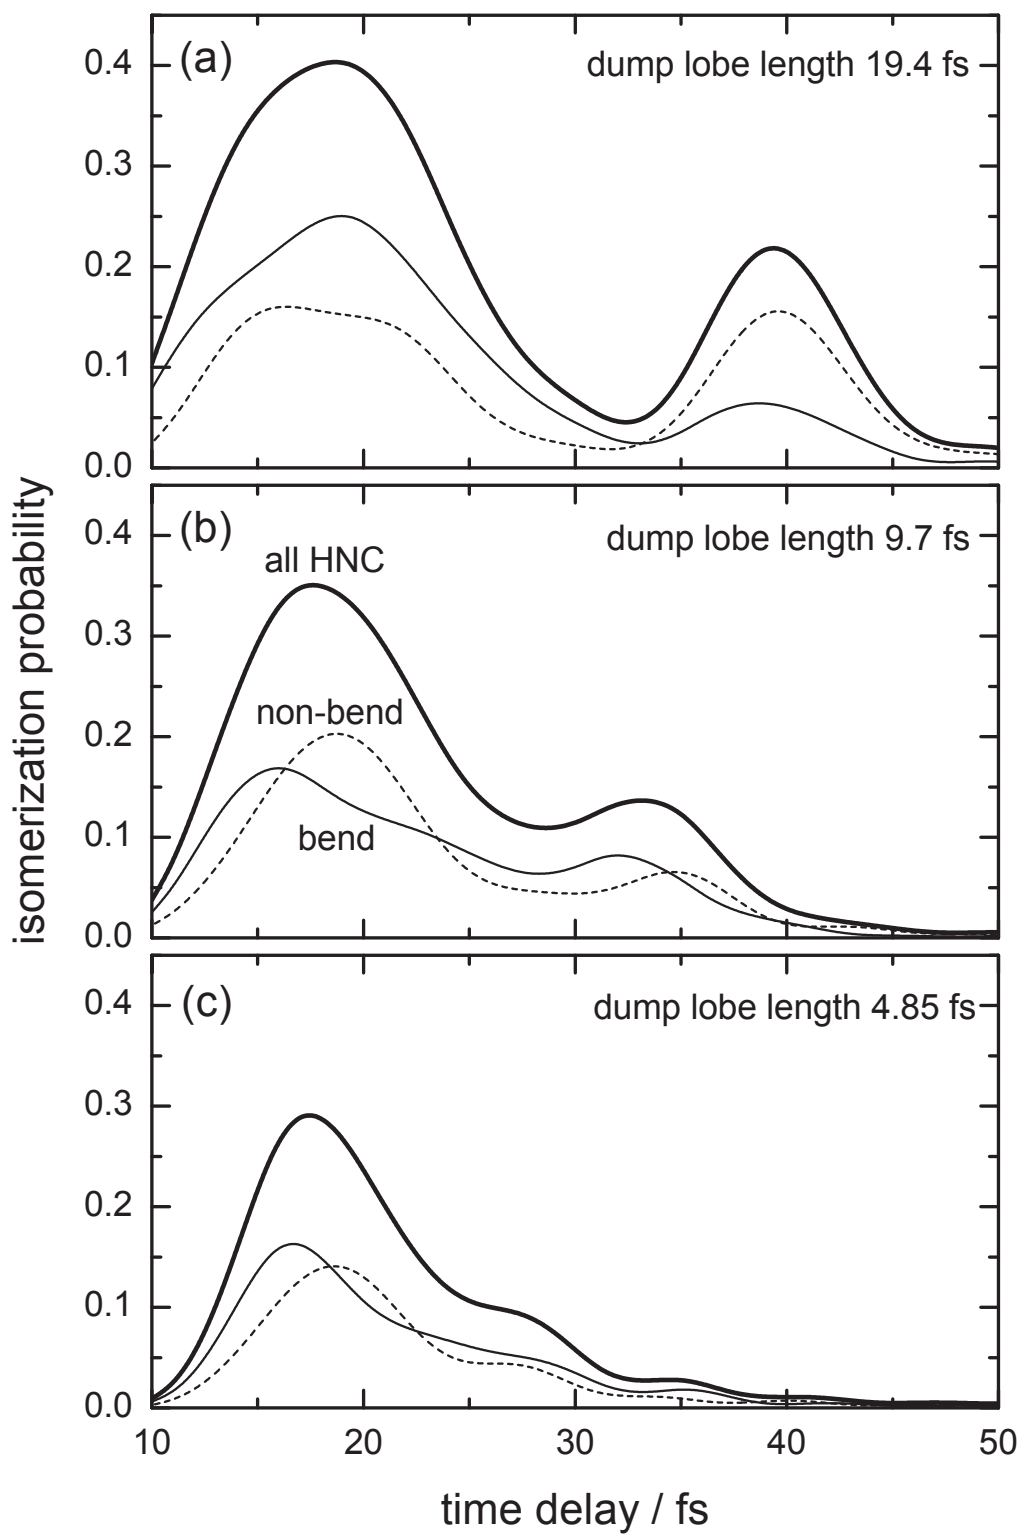 (a)
dump lobe length 19.4 fs
0.4
0.3
0.2
0.1
0.0
(b)
dump lobe length 9.7 fs
all HNC
non-bend
bend
0.4
0.3
0.2
0.1
0.0
isomerization probability
(c)
dump lobe length 4.85 fs
0.4
0.3
0.2
0.1
0.0
10 20 30 40 50
time delay / fs